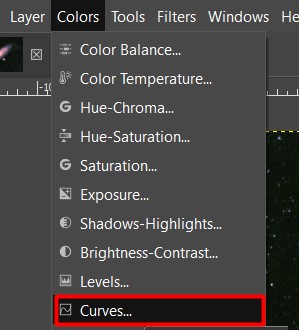 Layer Colors Tools Filters Windows
Color Balance...
Color Temperature...
Hue-Chroma...
Hue-Saturation...
Saturation...
Exposure...
Shadows-Highlights...
Brightness-Contrast...
Levels...
Curves...